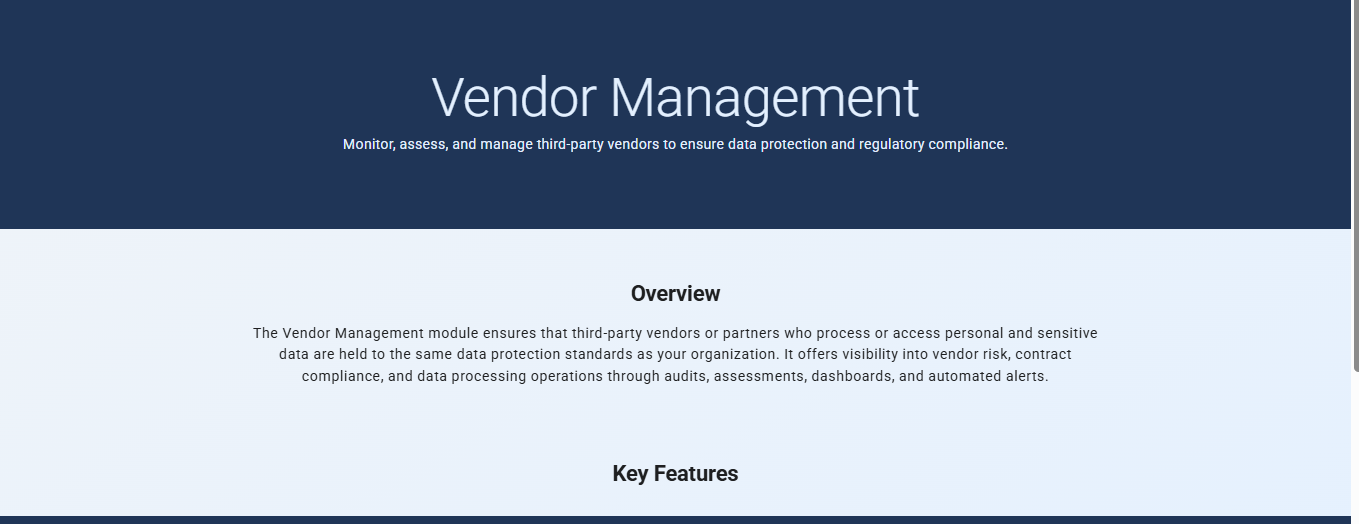 Vendor Management
Monitor, assess, and manage third-party vendors to ensure data protection and regulatory compliance.
Overview
The Vendor Management module ensures that third-party vendors or partners who process or access personal and sensitive
data are held to the same data protection standards as your organization. It offers visibility into vendor risk, contract
compliance, and data processing operations through audits, assessments, dashboards, and automated alerts.
Key Features